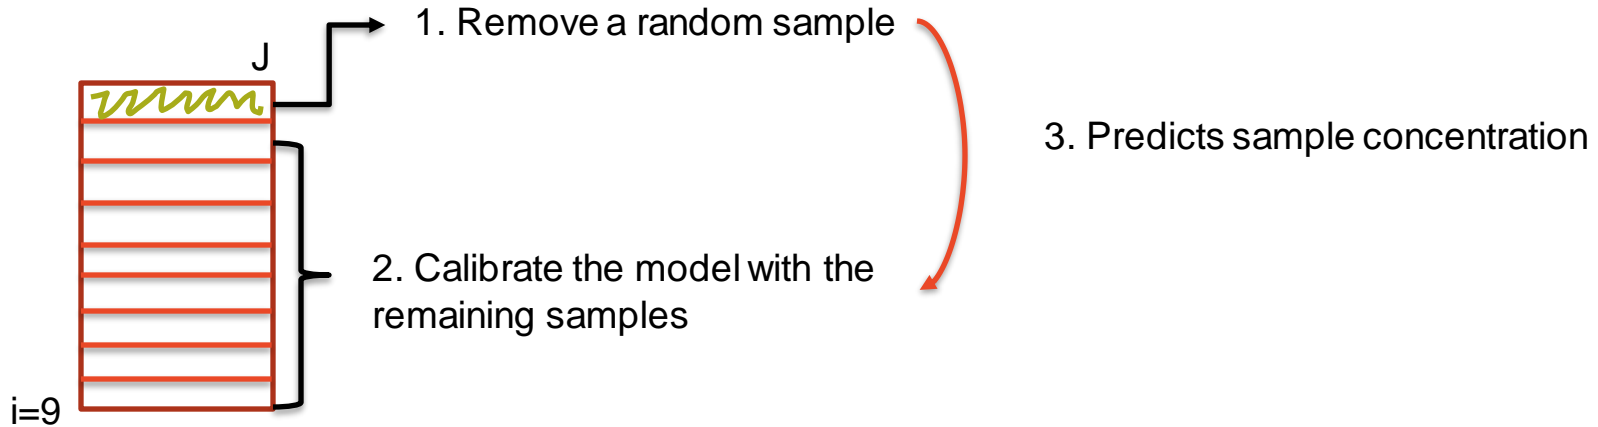 1. Remove a random sample
J
3. Predicts sample concentration
2. Calibrate the model with the
remaining samples
i=9